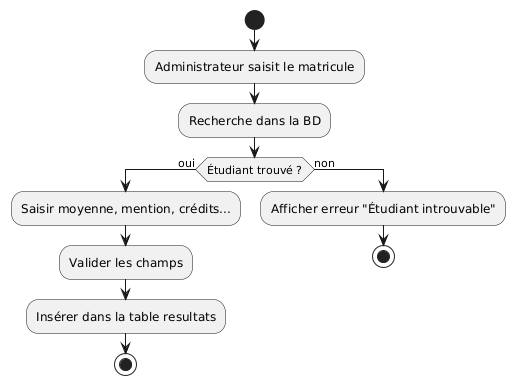 Administrateur saisit le matricule
Recherche dans la BD
oui
Étudiant trouvé ?
non
Saisir moyenne, mention, crédits...
Afficher erreur "Étudiant introuvable"
Valider les champs
Insérer dans la table resultats